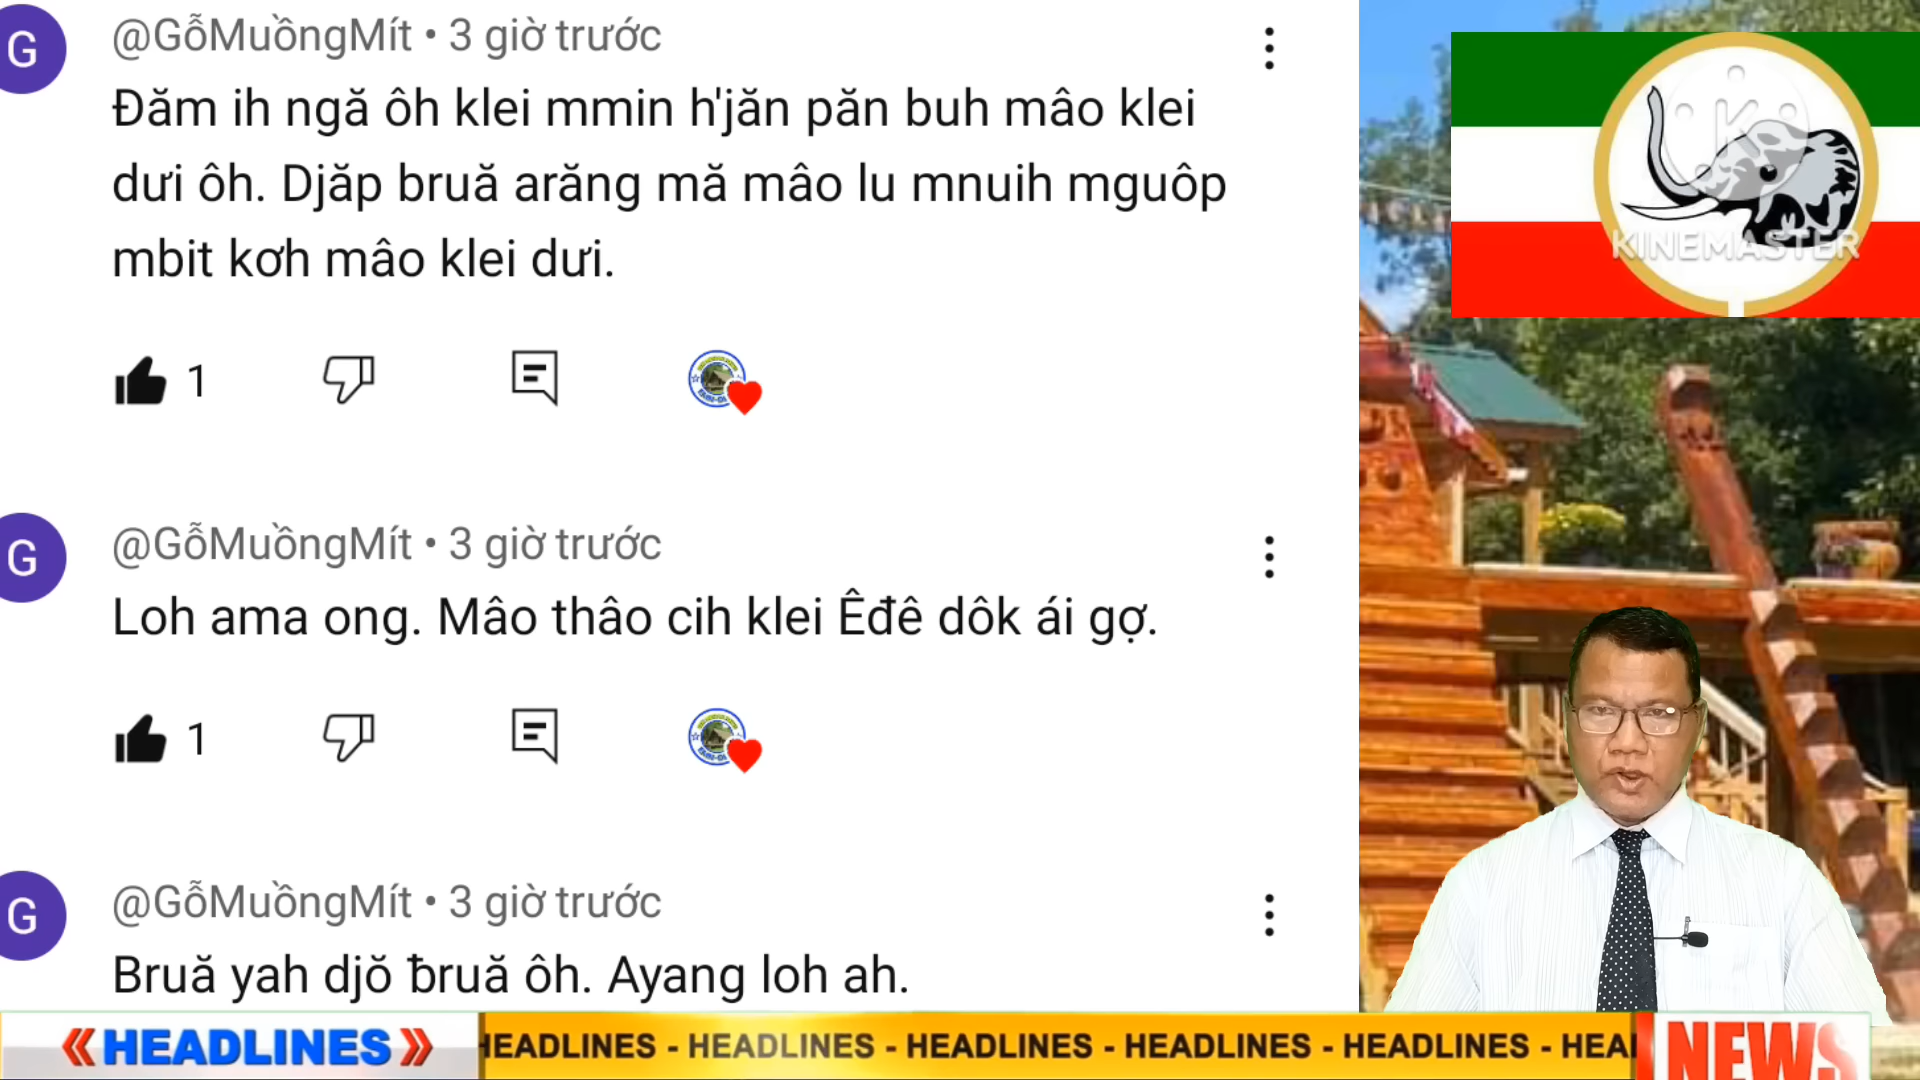 G
@GỗMuồngMít • 3 giờ trước
Đăm ih ngă ôh klei mmin h'jăn păn buh mâo klei
dưi ôh. Djăp bruă arăng mă mâo lu mnuih mguôp
mbit kơh mâo klei dưi.
1
G
@GỗMuồngMít • 3 giờ trước
Loh ama ong. Mâo thâo cih klei Êđê dôk ái gợ.
1
G
@GỗMuồngMít • 3 giờ trước
Bruă yah djŏ ƀruă ôh. Ayang loh ah.
K
KINEMASTER
HEADLINES
HEADLINES - HEADLINES - HEADLINES - HEADLINES - HEADLINES - HEA
NEWS